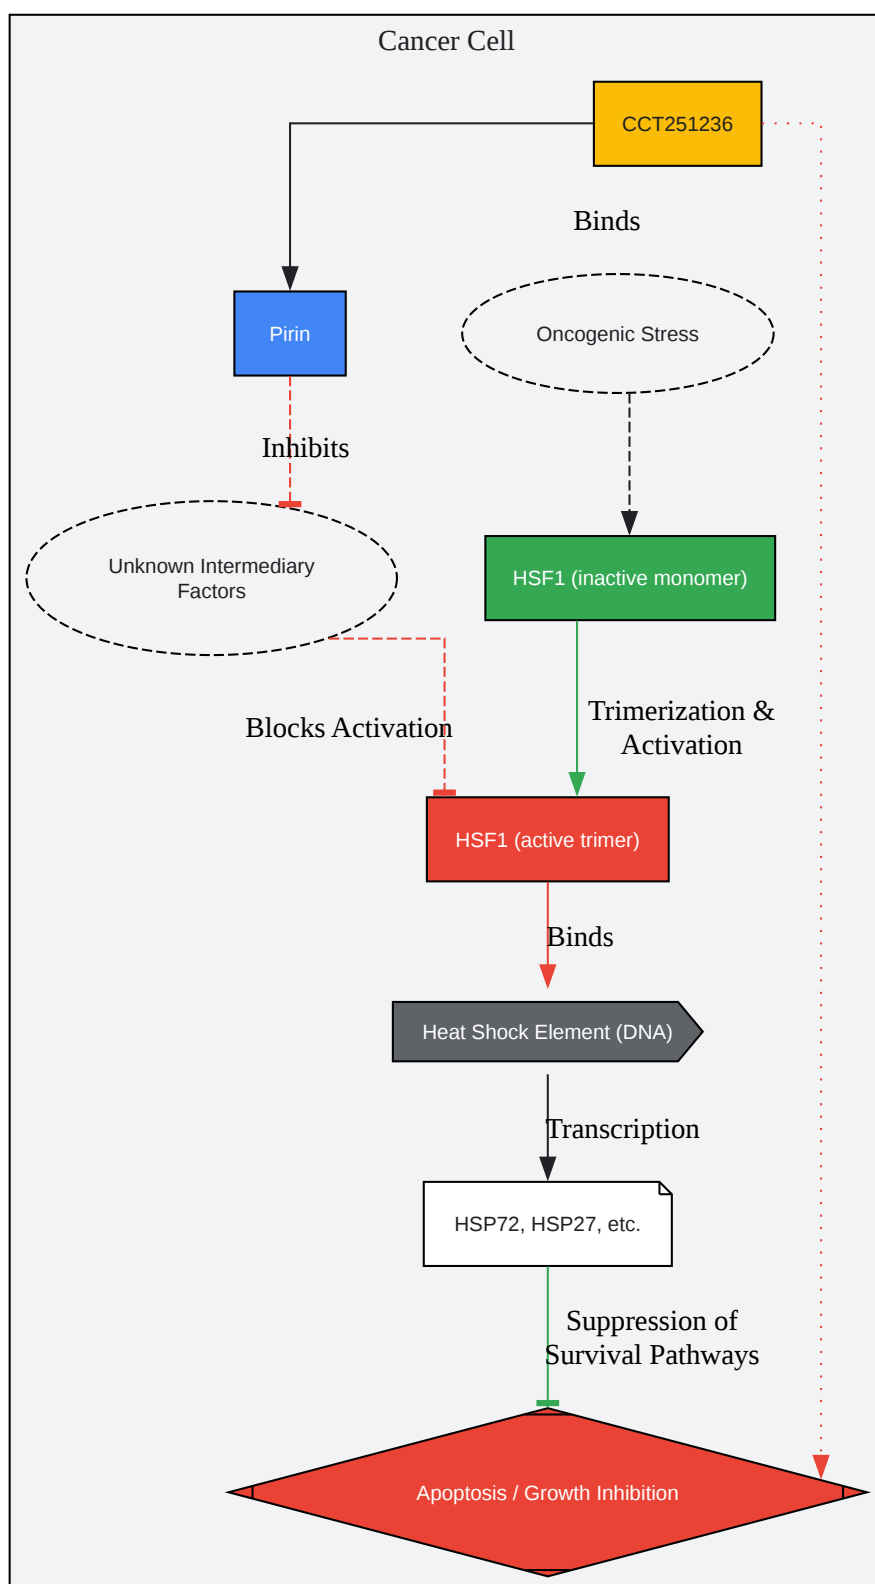 Cancer Cell
CCT251236
Binds
Pirin
Oncogenic Stress
Inhibits
Unknown Intermediary
Factors
HSF1 (inactive monomer)
Blocks Activation
Trimerization &
Activation
HSF1 (active trimer)
Binds
Heat Shock Element (DNA)
Transcription
HSP72, HSP27, etc.
Suppression of
Survival Pathways
Apoptosis / Growth Inhibition